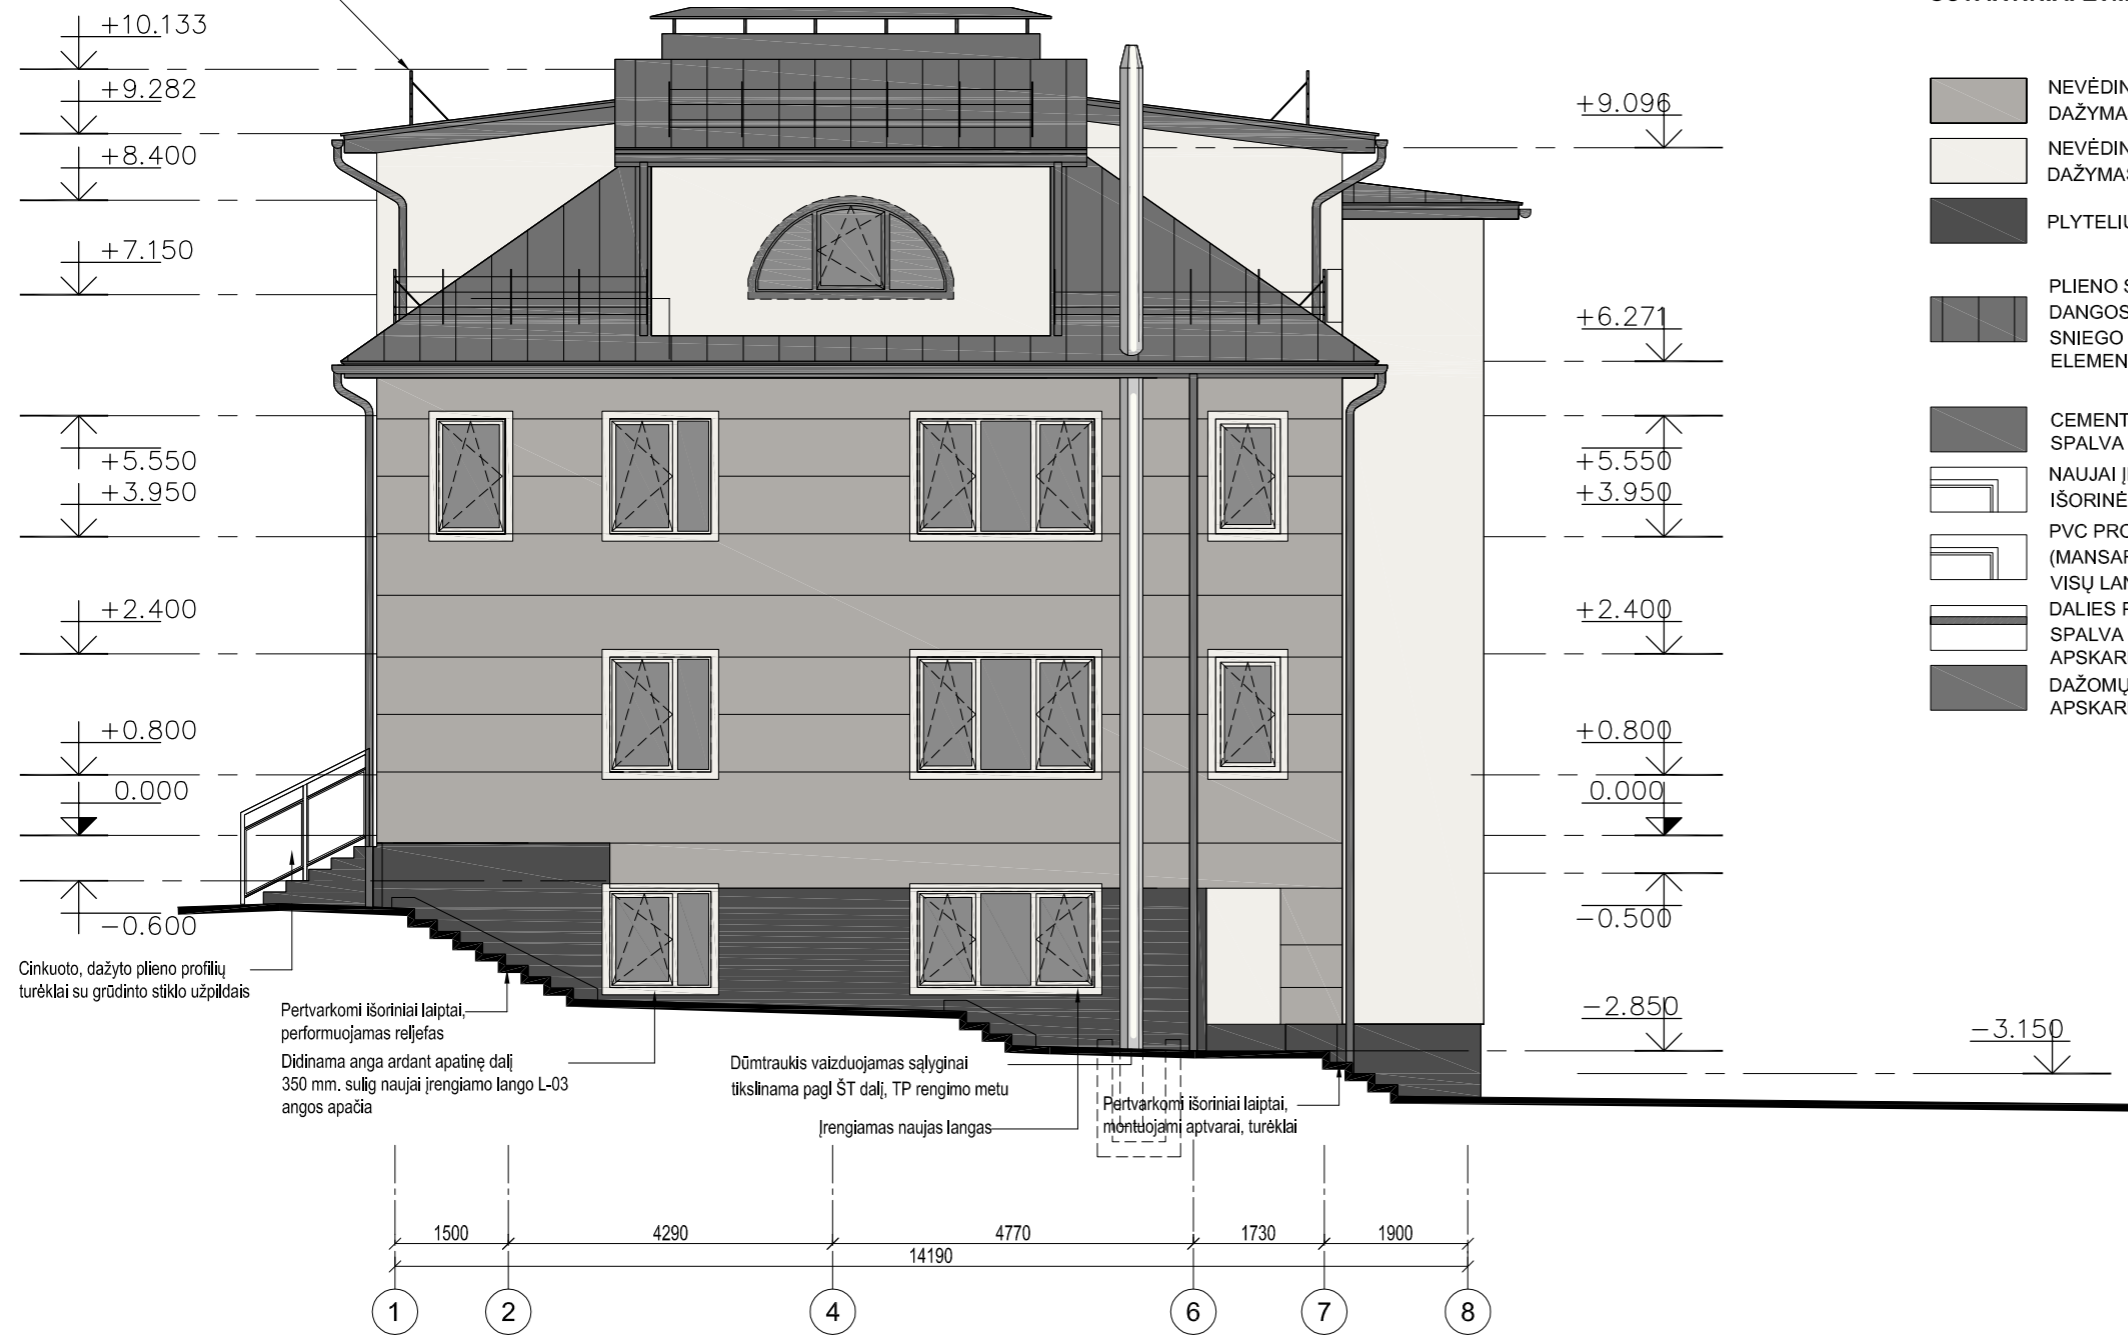 +10.133
+9.282
+8.400
+7.150
+5.550
+3.950
+2.400
+0.800
0.000
-0.600
+9.096
+6.271
+5.550
+3.950
+2.400
+0.800
0.000
-0.500
-2.850
-3.150
NEVĖDIN
DAŽYMA
NEVĖDIN
DAŽYMAS
PLYTELIU
PLIENO S
DANGOS
SNIEGO
ELEMEN
CEMENT
SPALVA
NAUJAI Į
IŠORINĖ
PVC PRO
(MANSAR
VISŲ LAN
DALIES P
SPALVA
APSKAR
DAŽOMŲ
APSKAR
Cinkuoto, dažyto plieno profilių
turėklai su grūdinto stiklo užpildais
Pertvarkomi išoriniai laiptai,
performuojamas reljefas
Didinama anga ardant apatinę dalį
350 mm. sulig naujai įrengiamo lango L-03
angos apačia
Dūmtraukis vaizduojamas sąlyginai
tikslinama pagl ŠT dalį, TP rengimo metu
Įrengiamas naujas langas
Pertvarkomi išoriniai laiptai,
montuojami aptvarai, turėklai
1500 4290 4770 1730 1900
14190
1 2 4 6 7 8